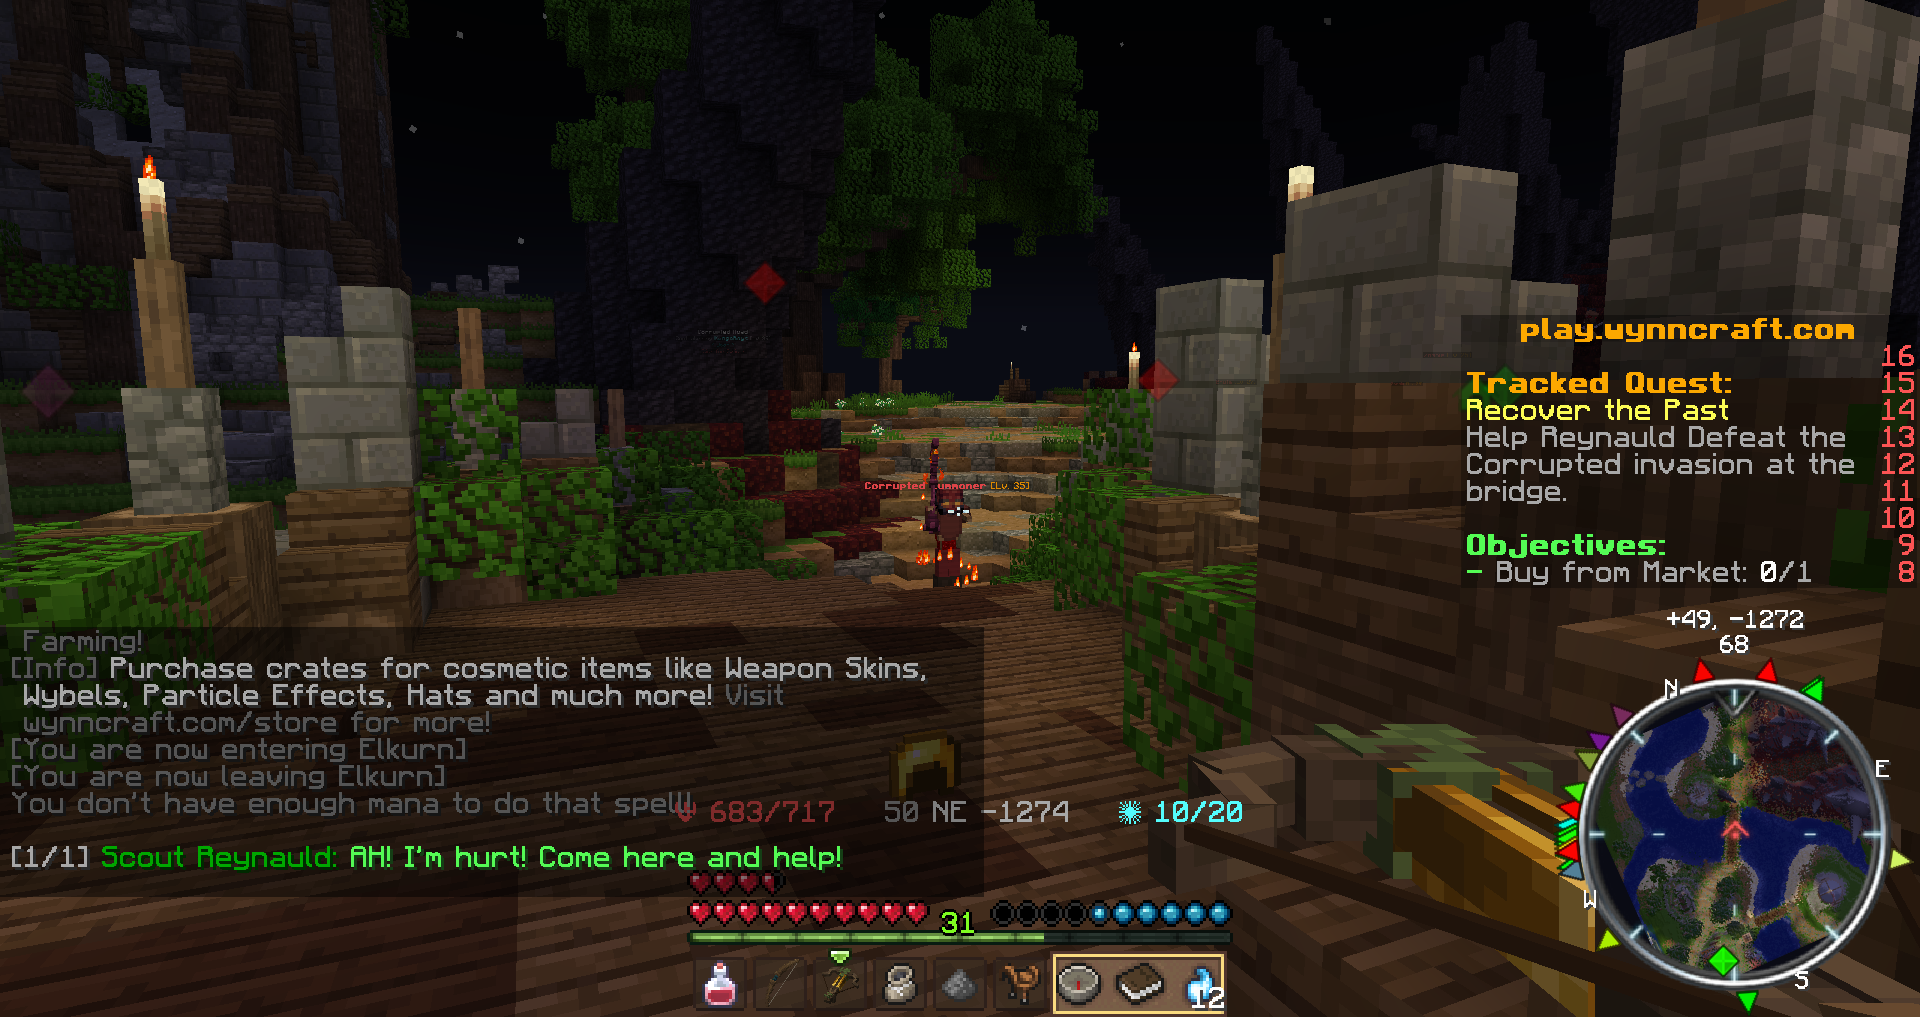 play.wynncraft.com
16
Tracked Quest: 15
Recover the Past 14
Help Reynauld Defeat the 13
Corrupted invasion at the 12
bridge. 11
10
Objectives: 9
- Buy from Market: 0/1 8
Corrupted Summoner [Lv. 35]
+49, -1272
68
N
E
W
S
Farming!
[Info] Purchase crates for cosmetic items like Weapon Skins,
Wybels, Particle Effects, Hats and much more! Visit
wynncraft.com/store for more!
[You are now entering Elkurn]
[You are now leaving Elkurn]
You don't have enough mana to do that spell!
683/717 50 NE -1274 10/20
[1/1] Scout Reynauld: AH! I'm hurt! Come here and help!
31
12